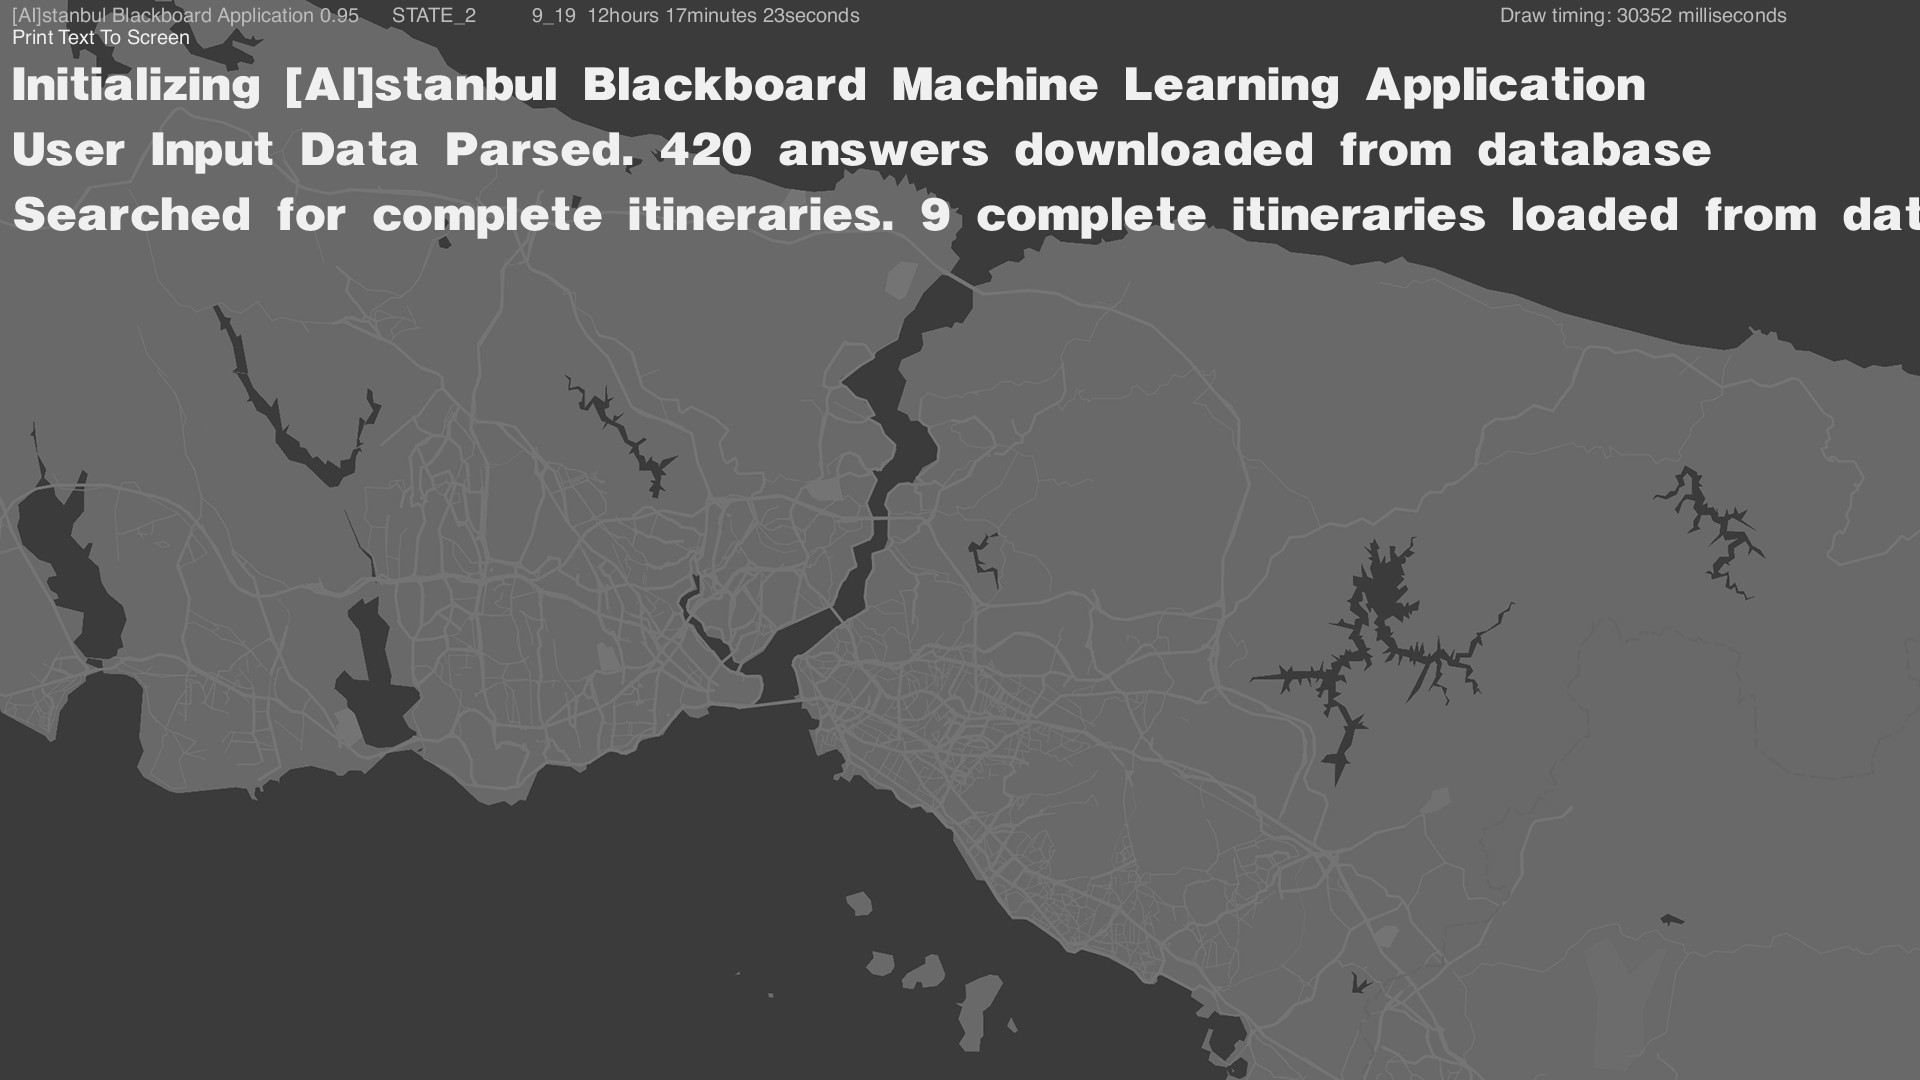 [AI]stanbul Blackboard Application 0.95 STATE_2 9_19 12hours 17minutes 23seconds Draw timing: 30352 milliseconds
Print Text To Screen
Initializing [AI]stanbul Blackboard Machine Learning Application
User Input Data Parsed. 420 answers downloaded from database
Searched for complete itineraries. 9 complete itineraries loaded from dat